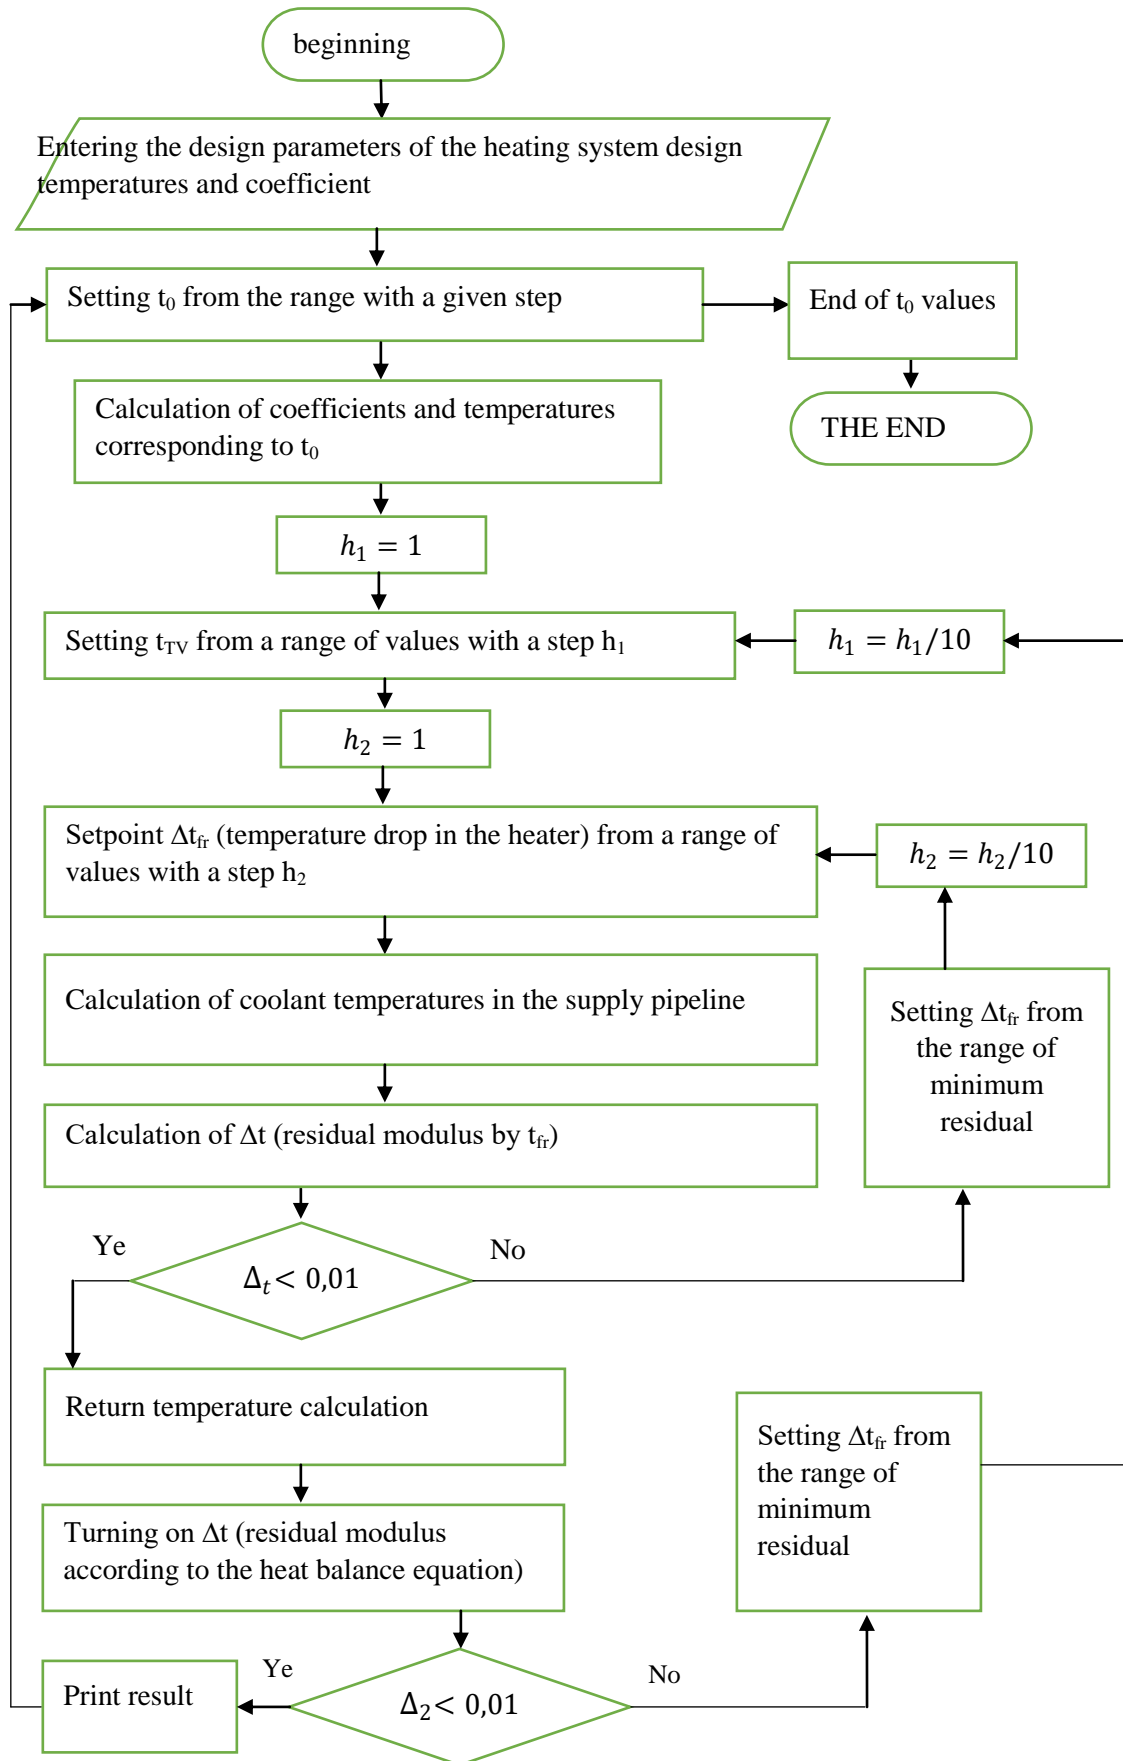 beginning
Entering the design parameters of the heating system design
temperatures and coefficient
Setting t₀ from the range with a given step
End of t₀ values
Calculation of coefficients and temperatures
corresponding to t₀
THE END
h₁ = 1
Setting t_TV from a range of values with a step h₁
h₁ = h₁/10
h₂ = 1
Setpoint Δt_fr (temperature drop in the heater) from a range of
values with a step h₂
h₂ = h₂/10
Calculation of coolant temperatures in the supply pipeline
Setting Δt_fr from
the range of
minimum
residual
Calculation of Δt (residual modulus by t_fr)
Ye
No
Δ_t < 0,01
Return temperature calculation
Setting Δt_fr from
the range of
minimum
residual
Turning on Δt (residual modulus
according to the heat balance equation)
Ye
No
Print result
Δ₂ < 0,01